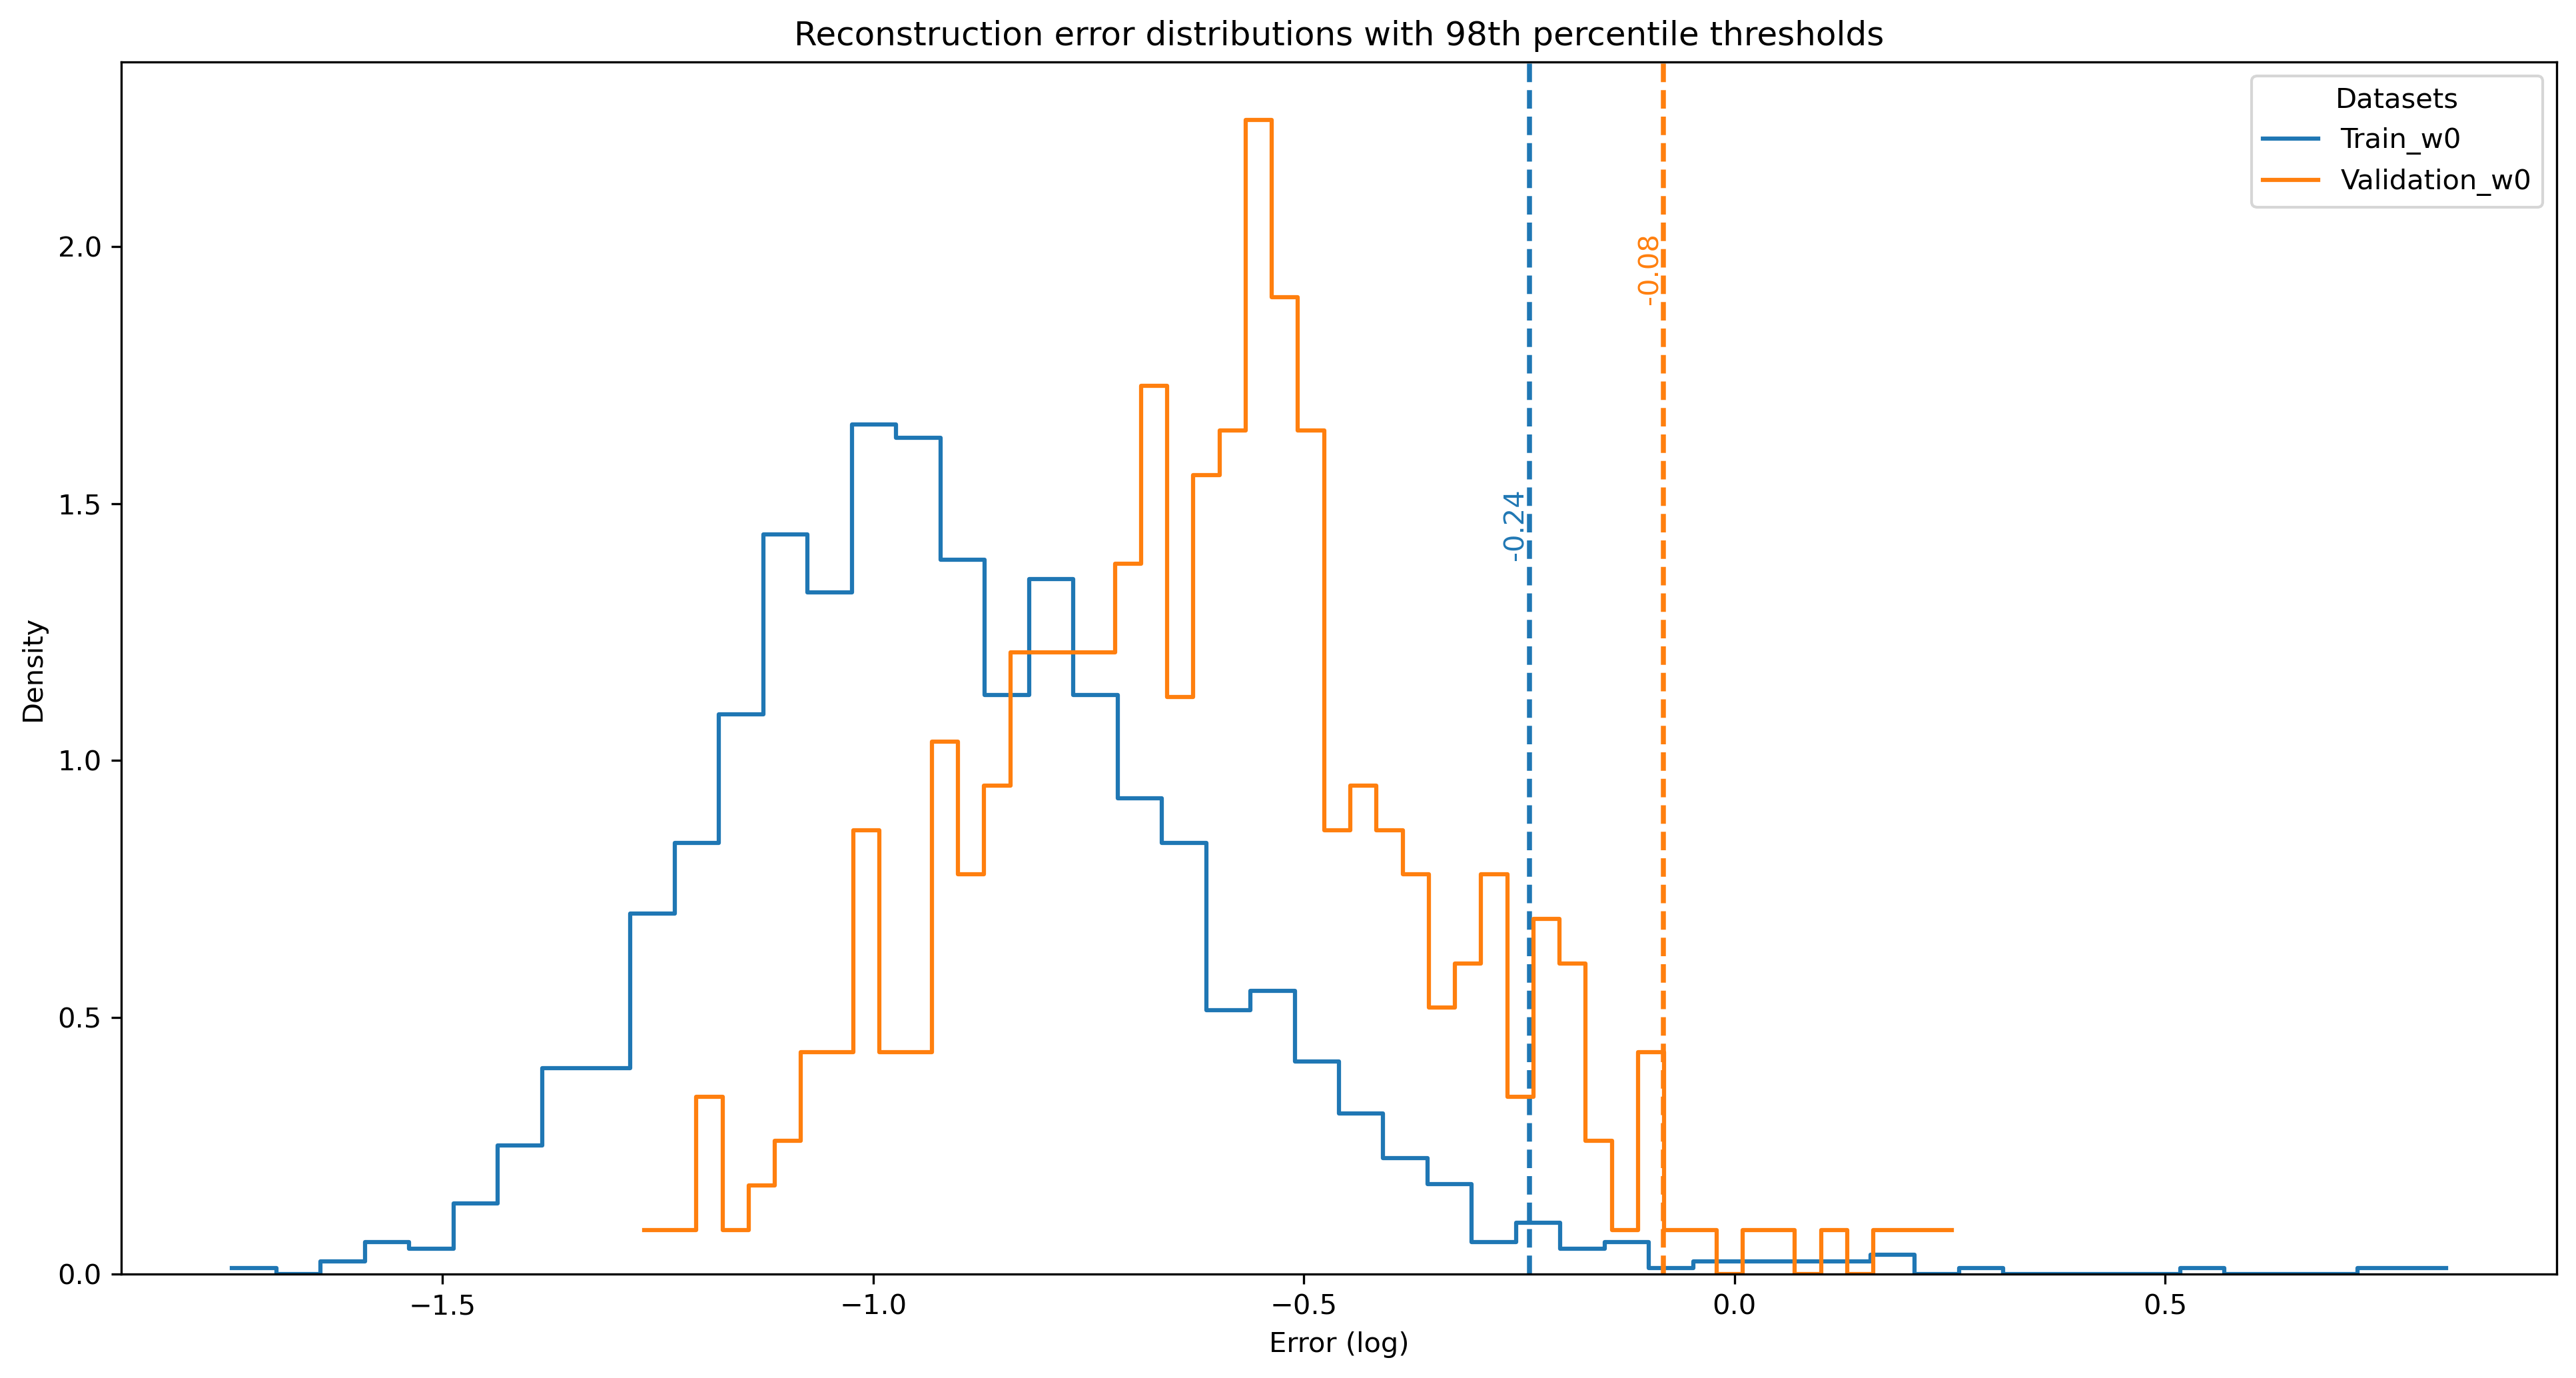 Reconstruction error distributions with 98th percentile thresholds
Datasets
Train_w0
Validation_w0
-0.08
-0.24
Density
2.0
1.5
1.0
0.5
0.0
−1.5
−1.0
−0.5
0.0
0.5
Error (log)